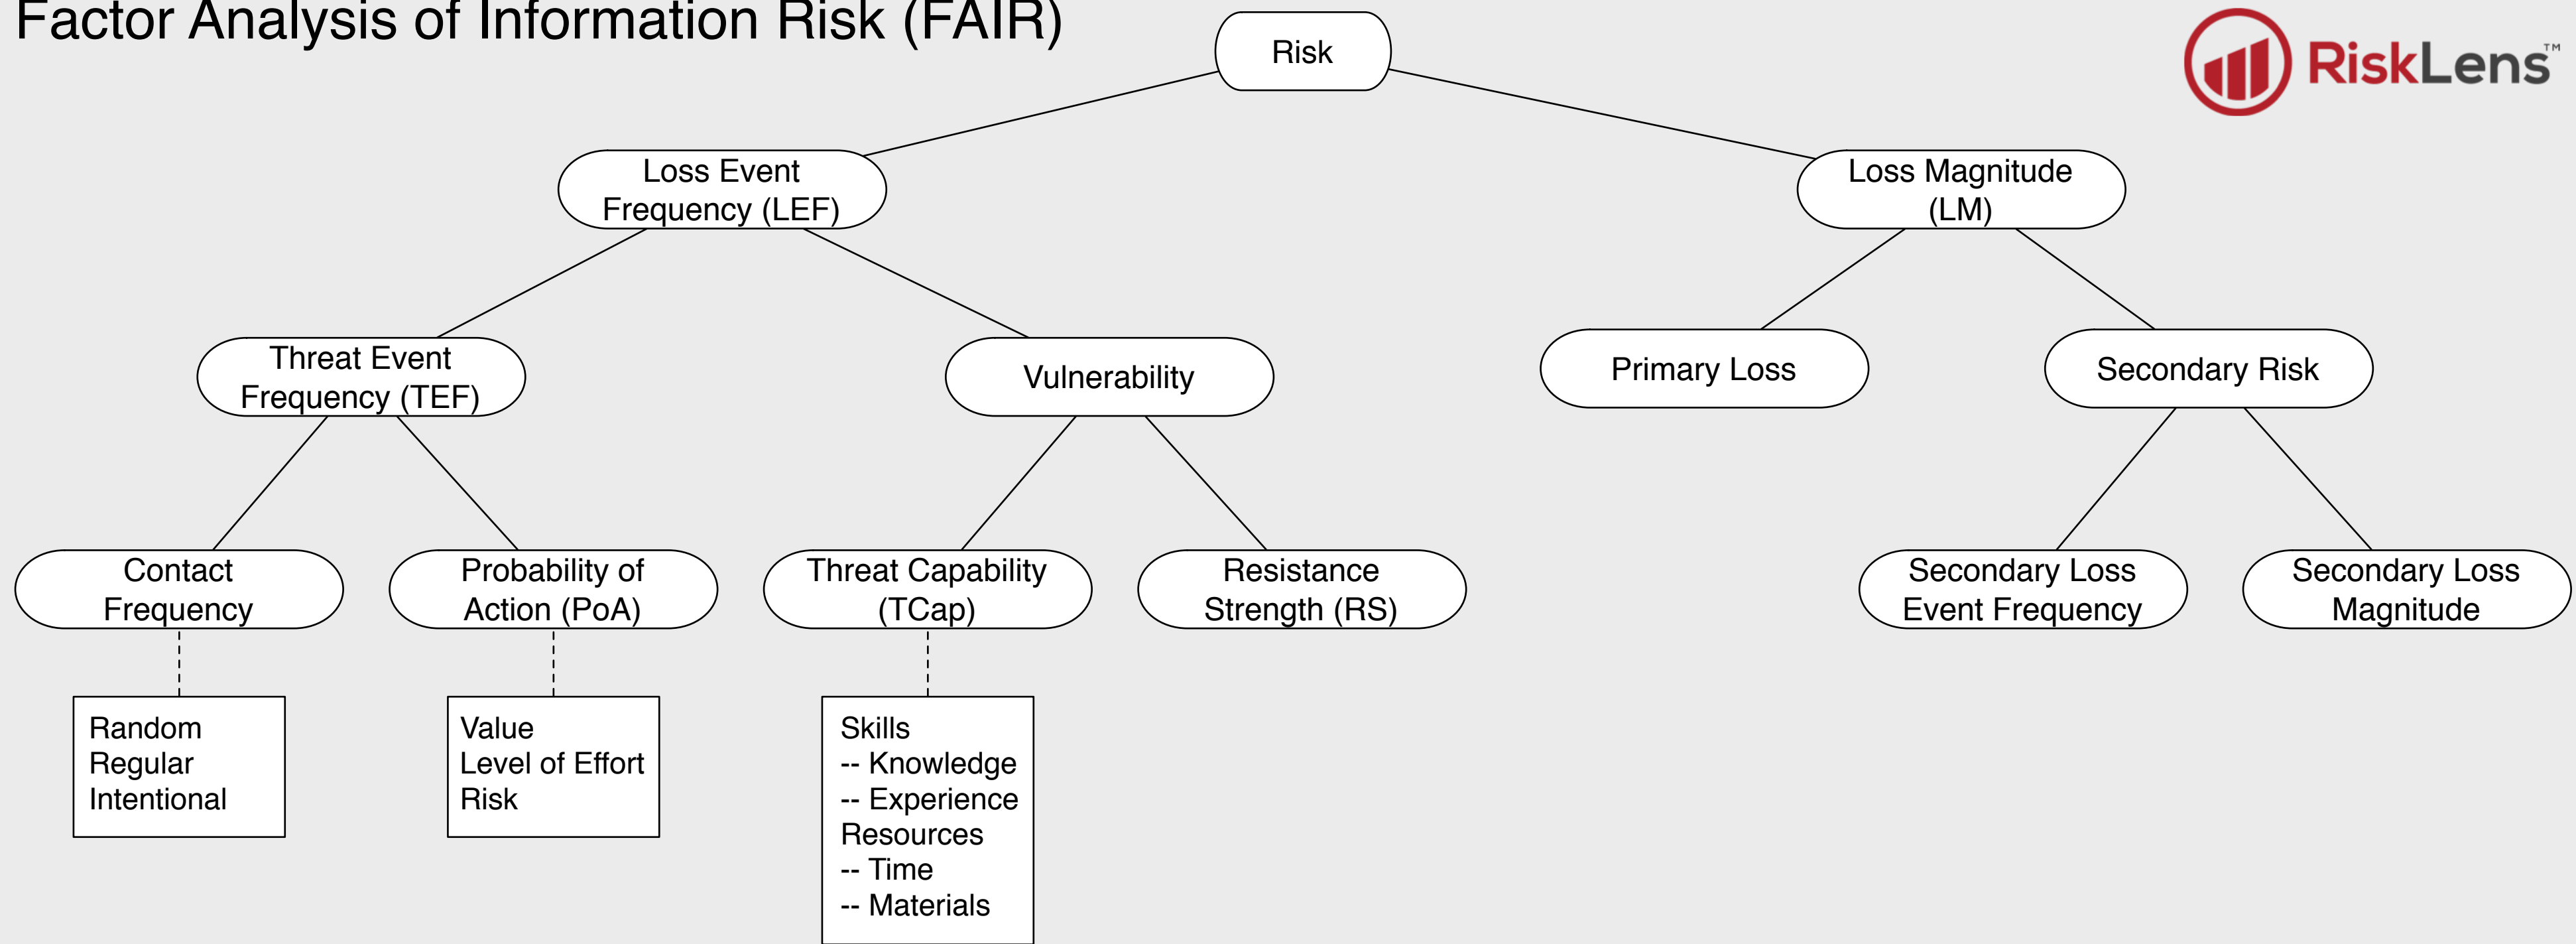 Factor Analysis of Information Risk (FAIR)
Risk
RiskLens™
Loss Event
Frequency (LEF)
Loss Magnitude
(LM)
Threat Event
Frequency (TEF)
Vulnerability
Primary Loss
Secondary Risk
Contact
Frequency
Probability of
Action (PoA)
Threat Capability
(TCap)
Resistance
Strength (RS)
Secondary Loss
Event Frequency
Secondary Loss
Magnitude
Random
Regular
Intentional
Value
Level of Effort
Risk
Skills
-- Knowledge
-- Experience
Resources
-- Time
-- Materials